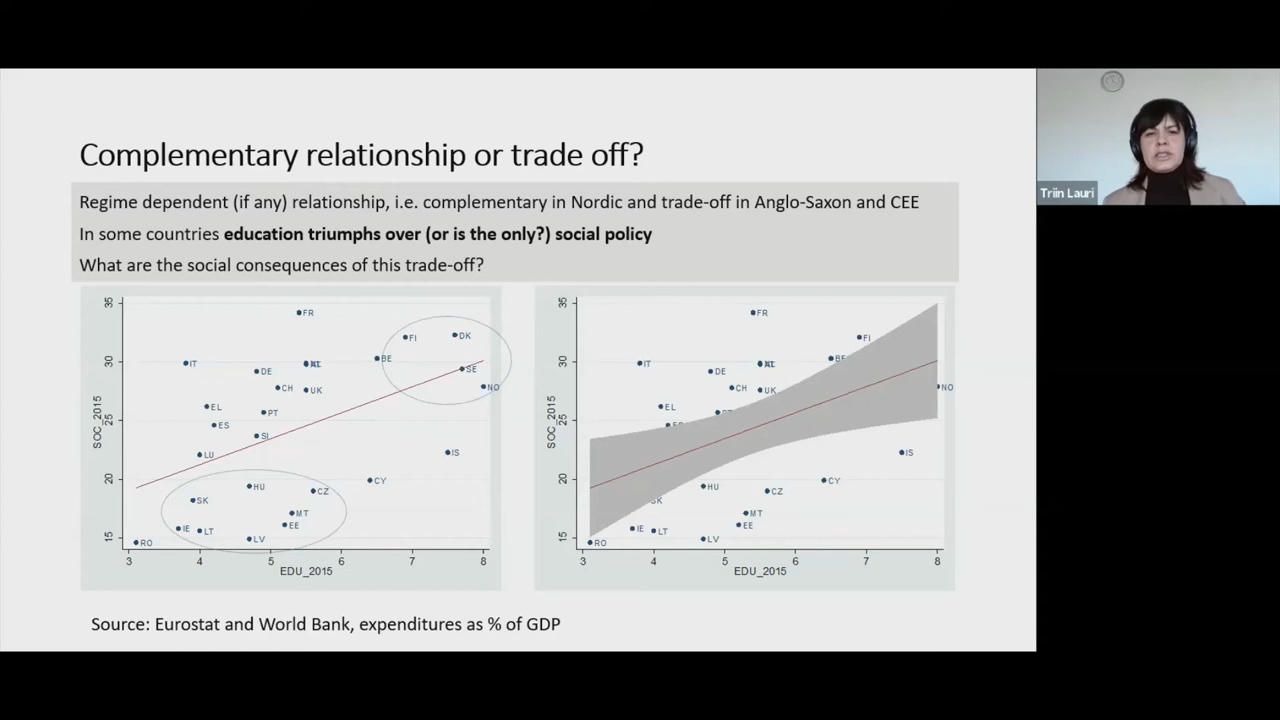 Complementary relationship or trade off?
Triin Lauri
Regime dependent (if any) relationship, i.e. complementary in Nordic and trade-off in Anglo-Saxon and CEE
In some countries education triumphs over (or is the only?) social policy
What are the social consequences of this trade-off?
35
FR
FI
DK
30
IT
BE
DE
SE
CH
UK
NO
25
EL
PT
ES
SI
LU
IS
20
HU
CY
CZ
SK
MT
IE
LT
EE
15
RO
LV
SOC_2015
3 4 5 6 7 8
EDU_2015
35
FR
FI
30
IT
BE
DE
CH
UK
NO
25
EL
PT
IS
20
HU
CY
CZ
SK
MT
IE
LT
EE
15
RO
LV
SOC_2015
3 4 5 6 7 8
EDU_2015
Source: Eurostat and World Bank, expenditures as % of GDP